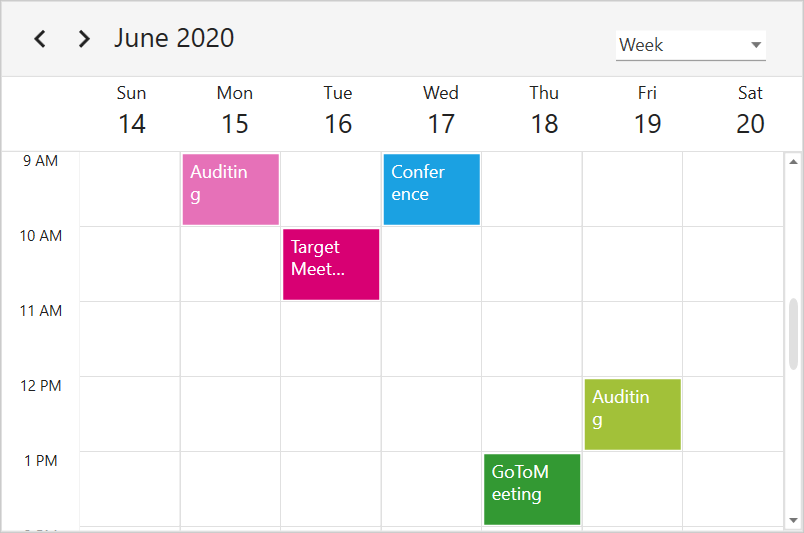 June 2020
Week
Sun Mon Tue Wed Thu Fri Sat
14 15 16 17 18 19 20
9 AM
Auditin
g
Confer
ence
10 AM
Target
Meet...
11 AM
12 PM
Auditin
g
1 PM
GoToM
eeting